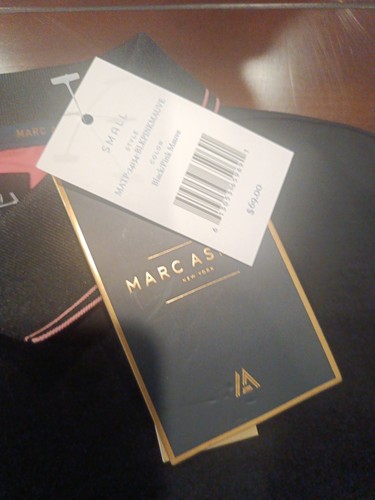 MARC
SMALL
STYLE
COLOR
Black/Pink Mauve
$69.00
MARC AS
NEW YORK